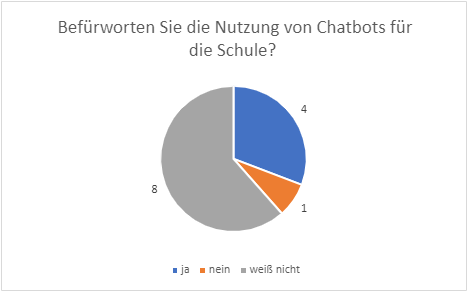 Befürworten Sie die Nutzung von Chatbots für
die Schule?
4
1
8
ja nein weiß nicht